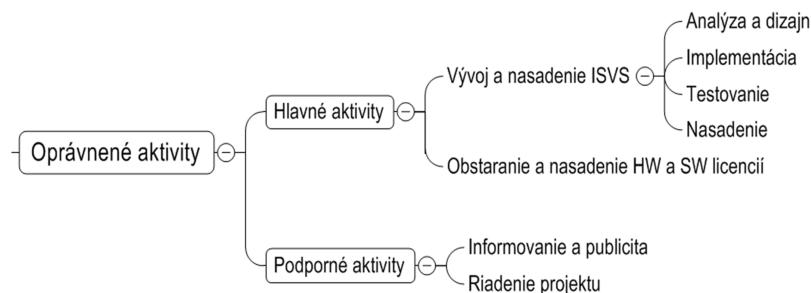 Oprávnené aktivity
Hlavné aktivity
Vývoj a nasadenie ISVS
Analýza a dizajn
Implementácia
Testovanie
Nasadenie
Obstaranie a nasadenie HW a SW licencií
Podporné aktivity
Informovanie a publicita
Riadenie projektu